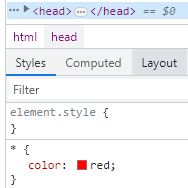 ··· ▶ <head> ··· </head> == $0
html head
Styles Computed Layout
Filter
element.style {
}
* {
color: red;
}